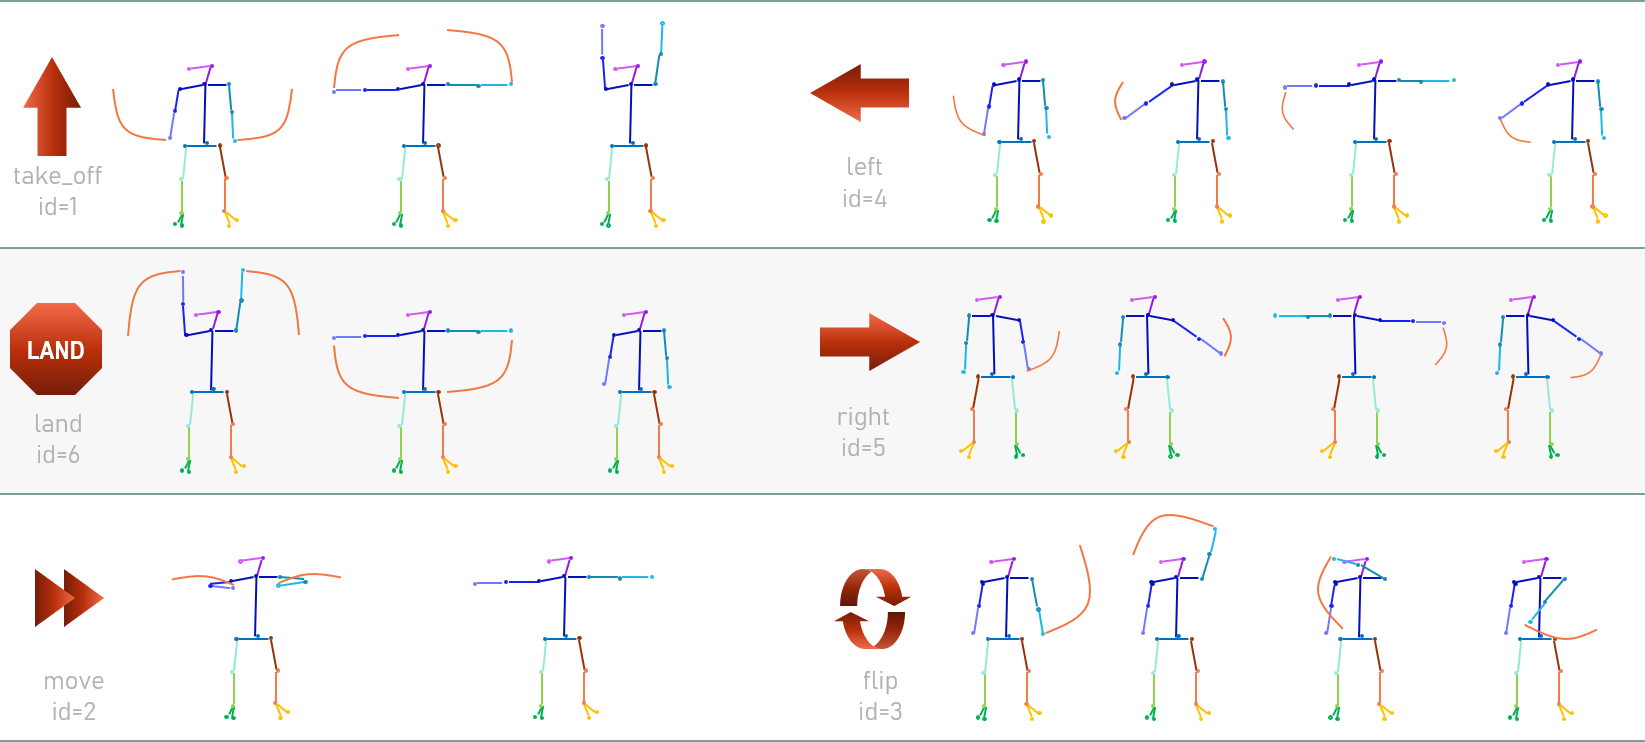 take_off
id=1
left
id=4
LAND
land
id=6
right
id=5
move
id=2
flip
id=3